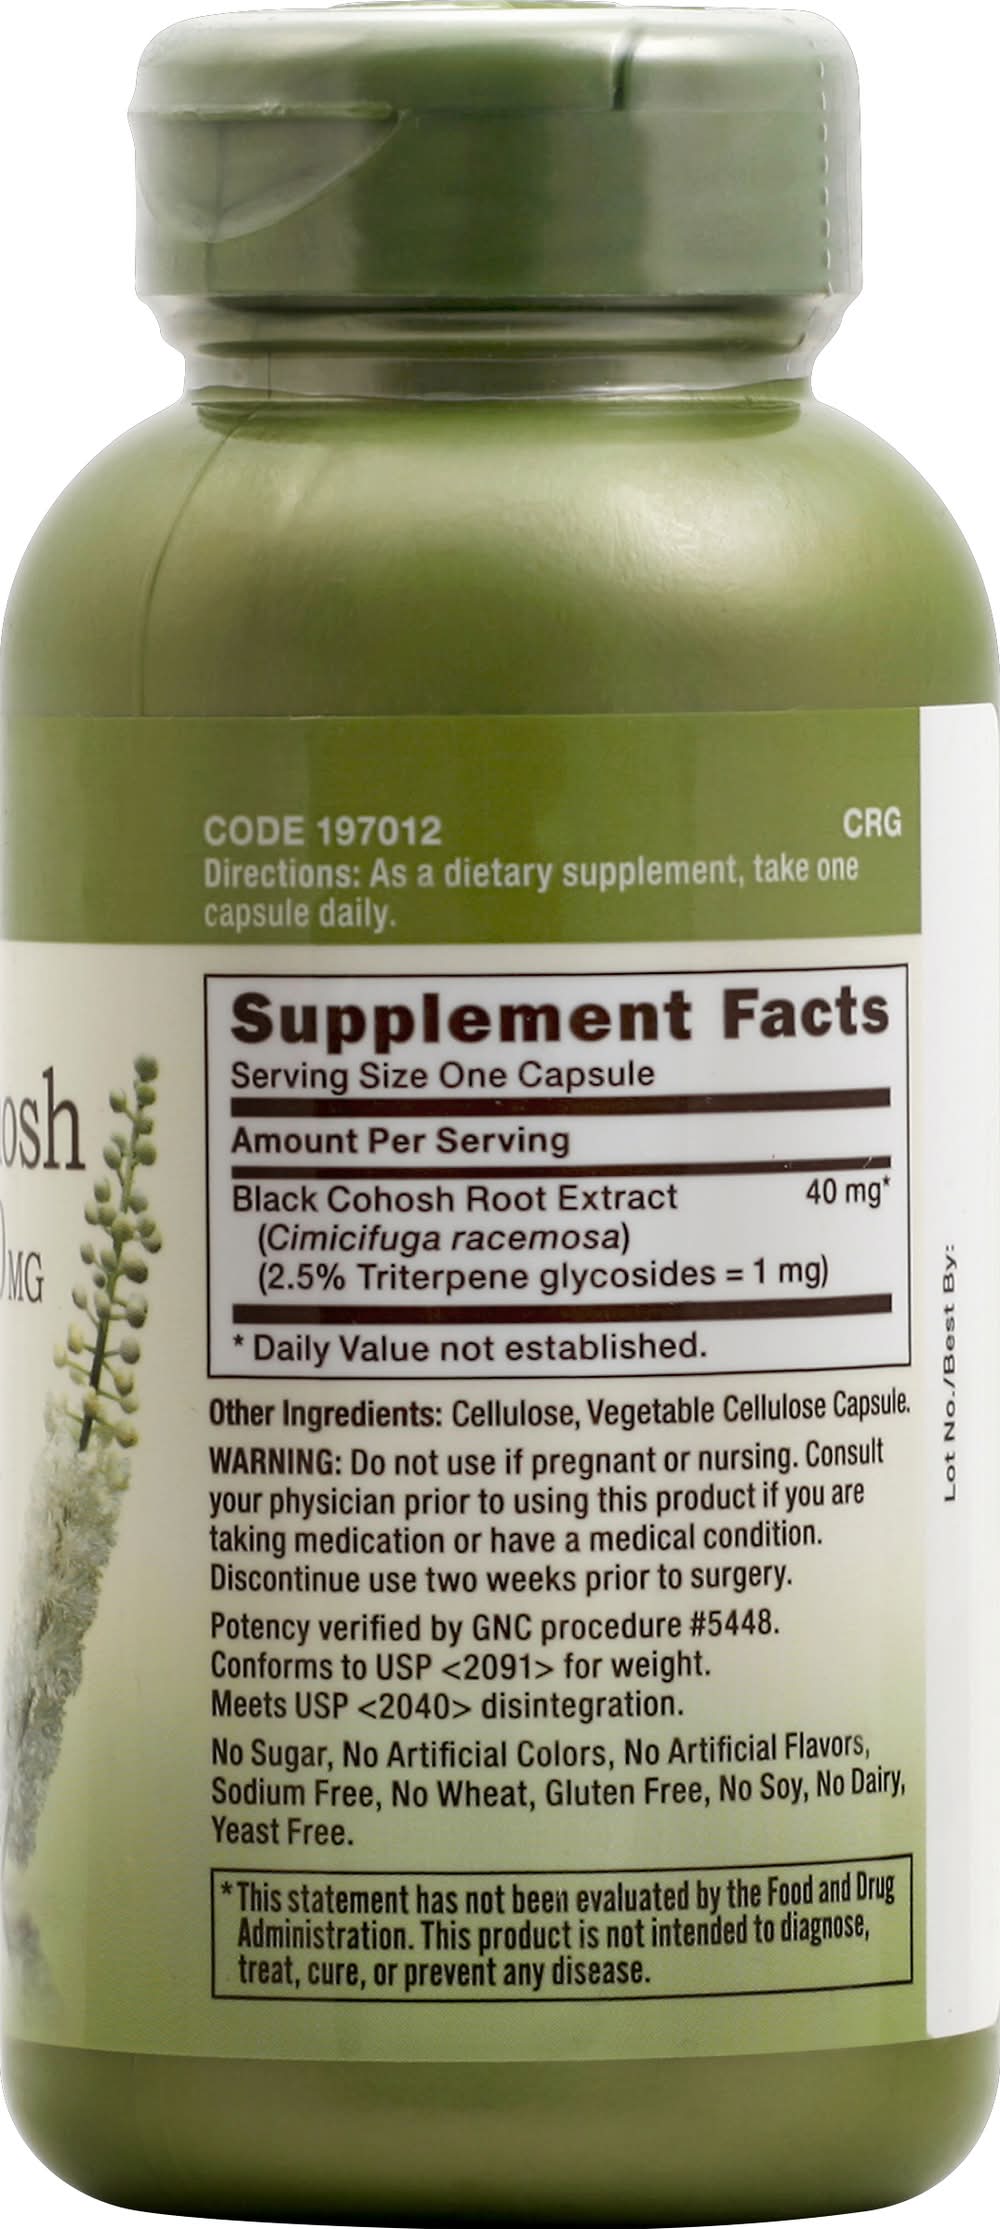 CODE 197012 CRG
Directions: As a dietary supplement, take one
capsule daily.
Supplement Facts
Serving Size One Capsule
Amount Per Serving
Black Cohosh Root Extract 40 mg*
(Cimicifuga racemosa)
(2.5% Triterpene glycosides = 1 mg)
* Daily Value not established.
Other Ingredients: Cellulose, Vegetable Cellulose Capsule.
WARNING: Do not use if pregnant or nursing. Consult
your physician prior to using this product if you are
taking medication or have a medical condition.
Discontinue use two weeks prior to surgery.
Potency verified by GNC procedure #5448.
Conforms to USP <2091> for weight.
Meets USP <2040> disintegration.
No Sugar, No Artificial Colors, No Artificial Flavors,
Sodium Free, No Wheat, Gluten Free, No Soy, No Dairy,
Yeast Free.
*This statement has not been evaluated by the Food and Drug
Administration. This product is not intended to diagnose,
treat, cure, or prevent any disease.
osh
MG
Lot No./Best By: